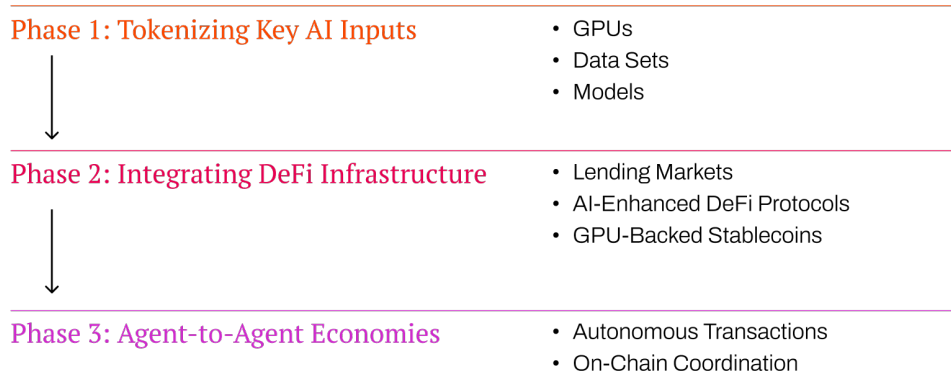 Phase 1: Tokenizing Key AI Inputs
• GPUs
• Data Sets
• Models
Phase 2: Integrating DeFi Infrastructure
• Lending Markets
• AI-Enhanced DeFi Protocols
• GPU-Backed Stablecoins
Phase 3: Agent-to-Agent Economies
• Autonomous Transactions
• On-Chain Coordination